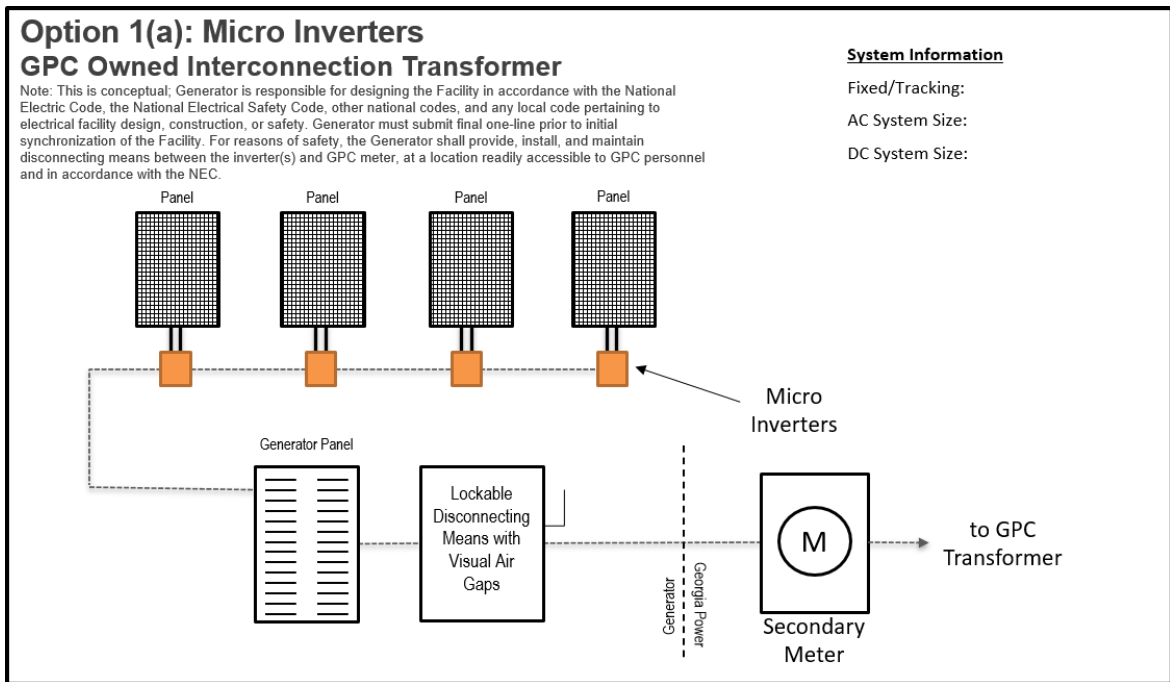 Option 1(a): Micro Inverters
GPC Owned Interconnection Transformer
Note: This is conceptual; Generator is responsible for designing the Facility in accordance with the National
Electric Code, the National Electrical Safety Code, other national codes, and any local code pertaining to
electrical facility design, construction, or safety. Generator must submit final one-line prior to initial
synchronization of the Facility. For reasons of safety, the Generator shall provide, install, and maintain
disconnecting means between the inverter(s) and GPC meter, at a location readily accessible to GPC personnel
and in accordance with the NEC.
System Information
Fixed/Tracking:
AC System Size:
DC System Size:
Panel
Panel
Panel
Panel
Micro
Inverters
Generator Panel
Lockable
Disconnecting
Means with
Visual Air
Gaps
Generator
Georgia Power
M
Secondary
Meter
to GPC
Transformer